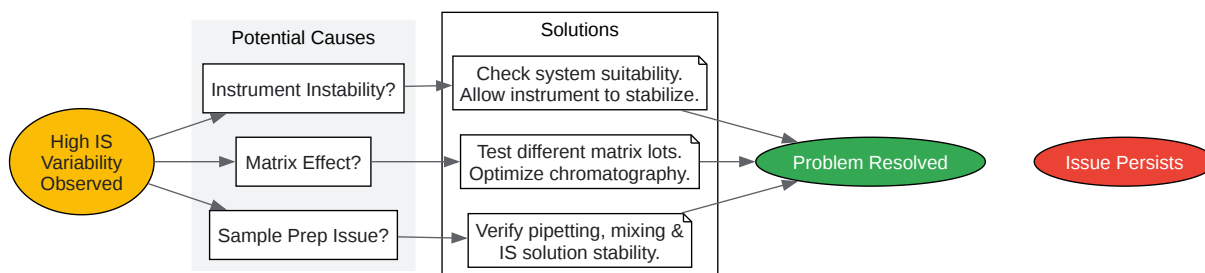 Potential Causes
Solutions
High IS
Variability
Observed
Instrument Instability?
Matrix Effect?
Sample Prep Issue?
Check system suitability.
Allow instrument to stabilize.
Test different matrix lots.
Optimize chromatography.
Verify pipetting, mixing &
IS solution stability.
Problem Resolved
Issue Persists